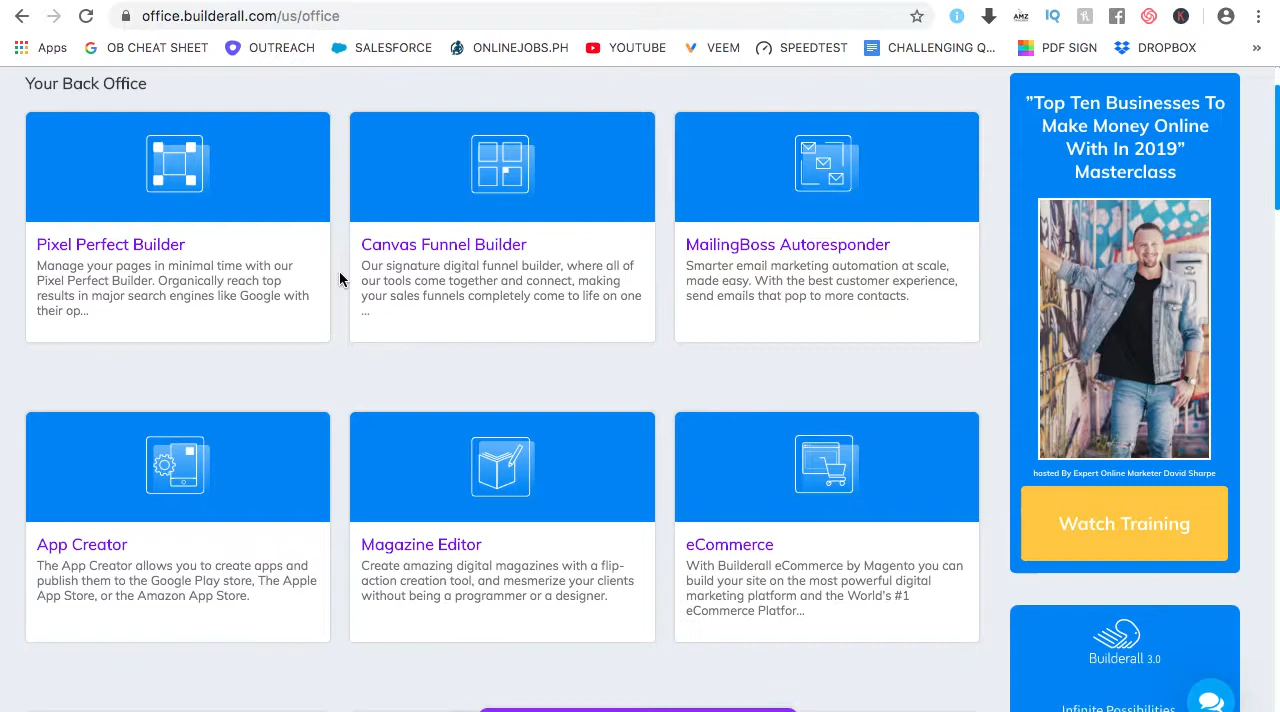 office.builderall.com/us/office
Apps
OB CHEAT SHEET
OUTREACH
SALESFORCE
ONLINEJOBS.PH
YOUTUBE
VEEM
SPEEDTEST
CHALLENGING Q...
PDF SIGN
DROPBOX
»
AMZ
IQ
K
Your Back Office
Pixel Perfect Builder
Manage your pages in minimal time with our
Pixel Perfect Builder. Organically reach top
results in major search engines like Google with
their op...
Canvas Funnel Builder
Our signature digital funnel builder, where all of
our tools come together and connect, making
your sales funnels completely come to life on one
...
MailingBoss Autoresponder
Smarter email marketing automation at scale,
made easy. With the best customer experience,
send emails that pop to more contacts.
App Creator
The App Creator allows you to create apps and
publish them to the Google Play store, The Apple
App Store, or the Amazon App Store.
Magazine Editor
Create amazing digital magazines with a flip-
action creation tool, and mesmerize your clients
without being a programmer or a designer.
eCommerce
With Builderall eCommerce by Magento you can
build your site on the most powerful digital
marketing platform and the World's #1
eCommerce Platfor...
"Top Ten Businesses To
Make Money Online
With In 2019"
Masterclass
hosted By Expert Online Marketer David Sharpe
Watch Training
Builderall 3.0
Infinite Possibilities